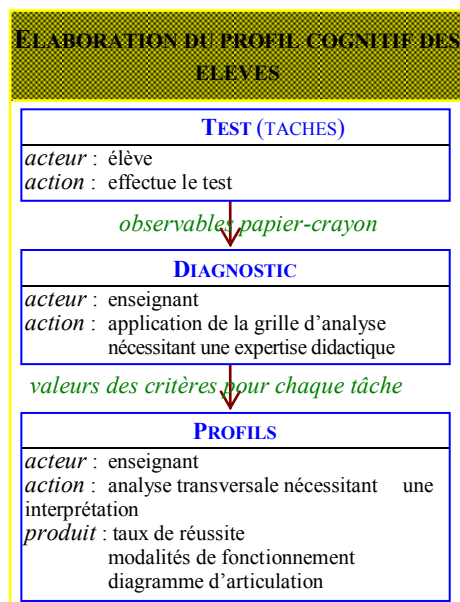 ELABORATION DU PROFIL COGNITIF DES
ELEVES
TEST (TACHES)
acteur : élève
action : effectue le test
observables papier-crayon
DIAGNOSTIC
acteur : enseignant
action : application de la grille d’analyse
nécessitant une expertise didactique
valeurs des critères pour chaque tâche
PROFILS
acteur : enseignant
action : analyse transversale nécessitant une
interprétation
produit : taux de réussite
modalités de fonctionnement
diagramme d’articulation